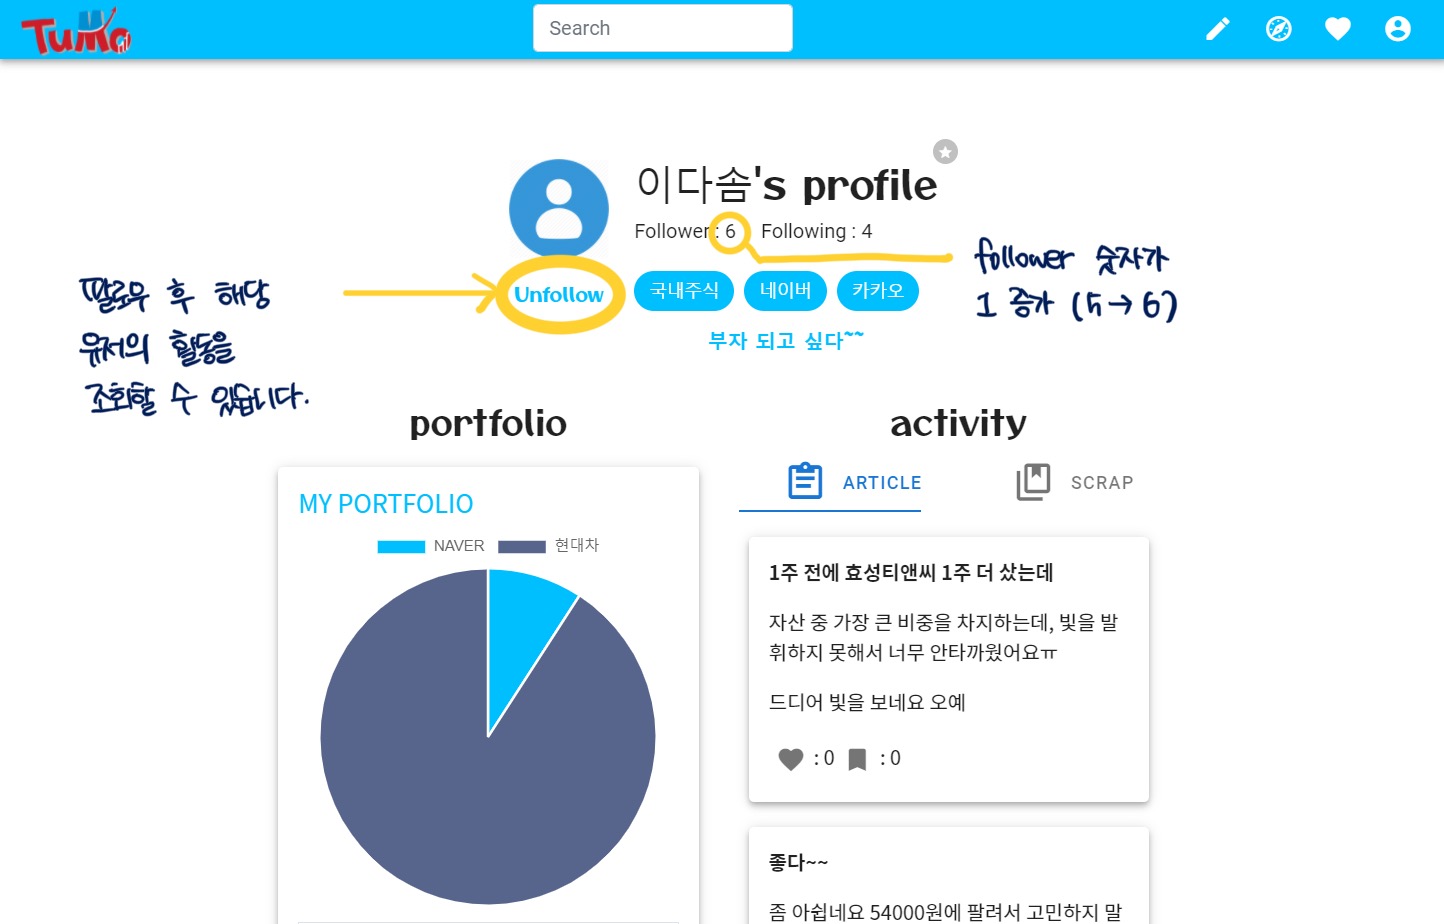 TuMo
Search
이다솜's profile
Follower : 6 Following : 4
Unfollow
국내주식 네이버 카카오
부자 되고 싶다~~
follower 숫자가
1 증가 (5→6)
팔로우 후 해당
유저의 활동을
조회할 수 있습니다.
portfolio
MY PORTFOLIO
NAVER 현대차
activity
ARTICLE SCRAP
1주 전에 효성티앤씨 1주 더 샀는데
자산 중 가장 큰 비중을 차지하는데, 빛을 발
휘하지 못해서 너무 안타까웠어요ㅠ
드디어 빛을 보네요 오예
: 0 : 0
좋다~~
좀 아쉽네요 54000원에 팔려서 고민하지 말